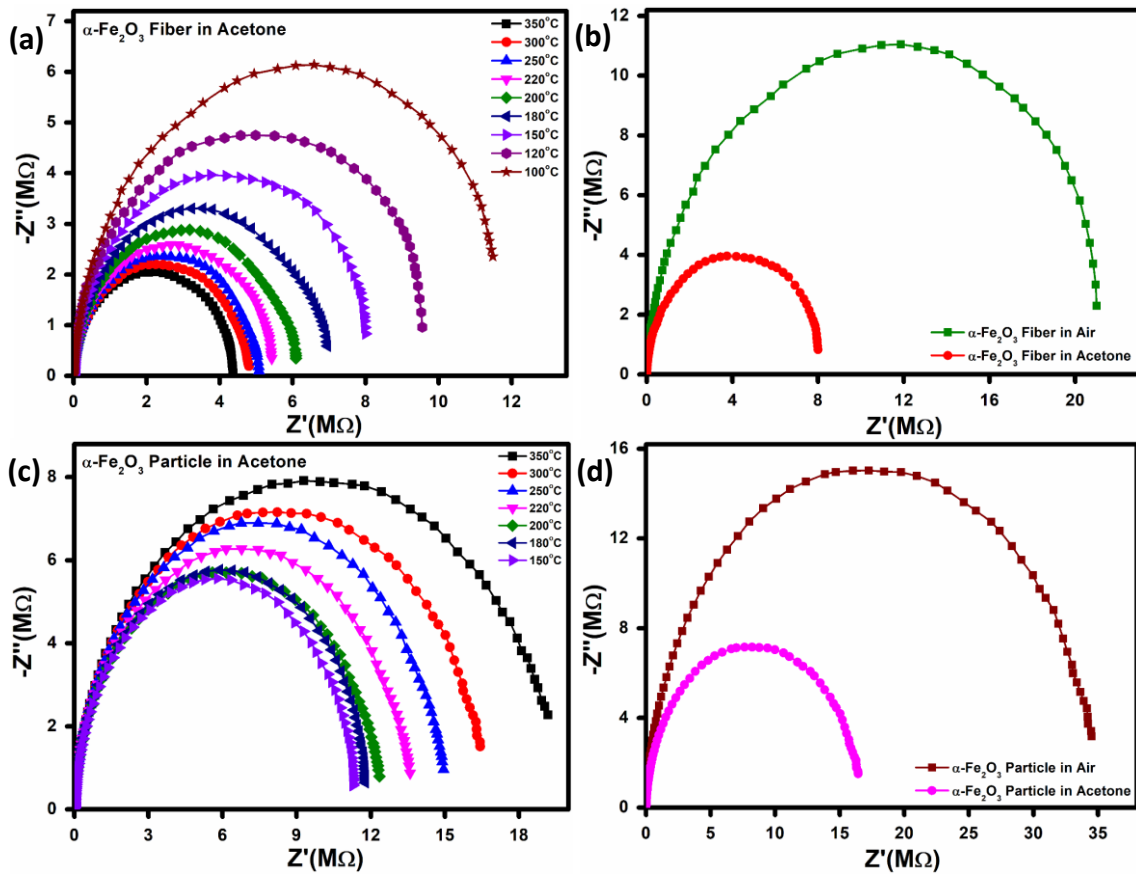 (a)
α-Fe₂O₃ Fiber in Acetone
350°C
300°C
250°C
220°C
200°C
180°C
150°C
120°C
100°C
-Z''(MΩ)
7
6
5
4
3
2
1
0
0 2 4 6 8 10 12
Z'(MΩ)
(b)
-Z''(MΩ)
12
10
8
6
4
2
0
α-Fe₂O₃ Fiber in Air
α-Fe₂O₃ Fiber in Acetone
0 4 8 12 16 20
Z'(MΩ)
(c)
α-Fe₂O₃ Particle in Acetone
350°C
300°C
250°C
220°C
200°C
180°C
150°C
-Z''(MΩ)
8
6
4
2
0
0 3 6 9 12 15 18
Z'(MΩ)
(d)
-Z''(MΩ)
16
12
8
4
0
α-Fe₂O₃ Particle in Air
α-Fe₂O₃ Particle in Acetone
0 5 10 15 20 25 30 35
Z'(MΩ)